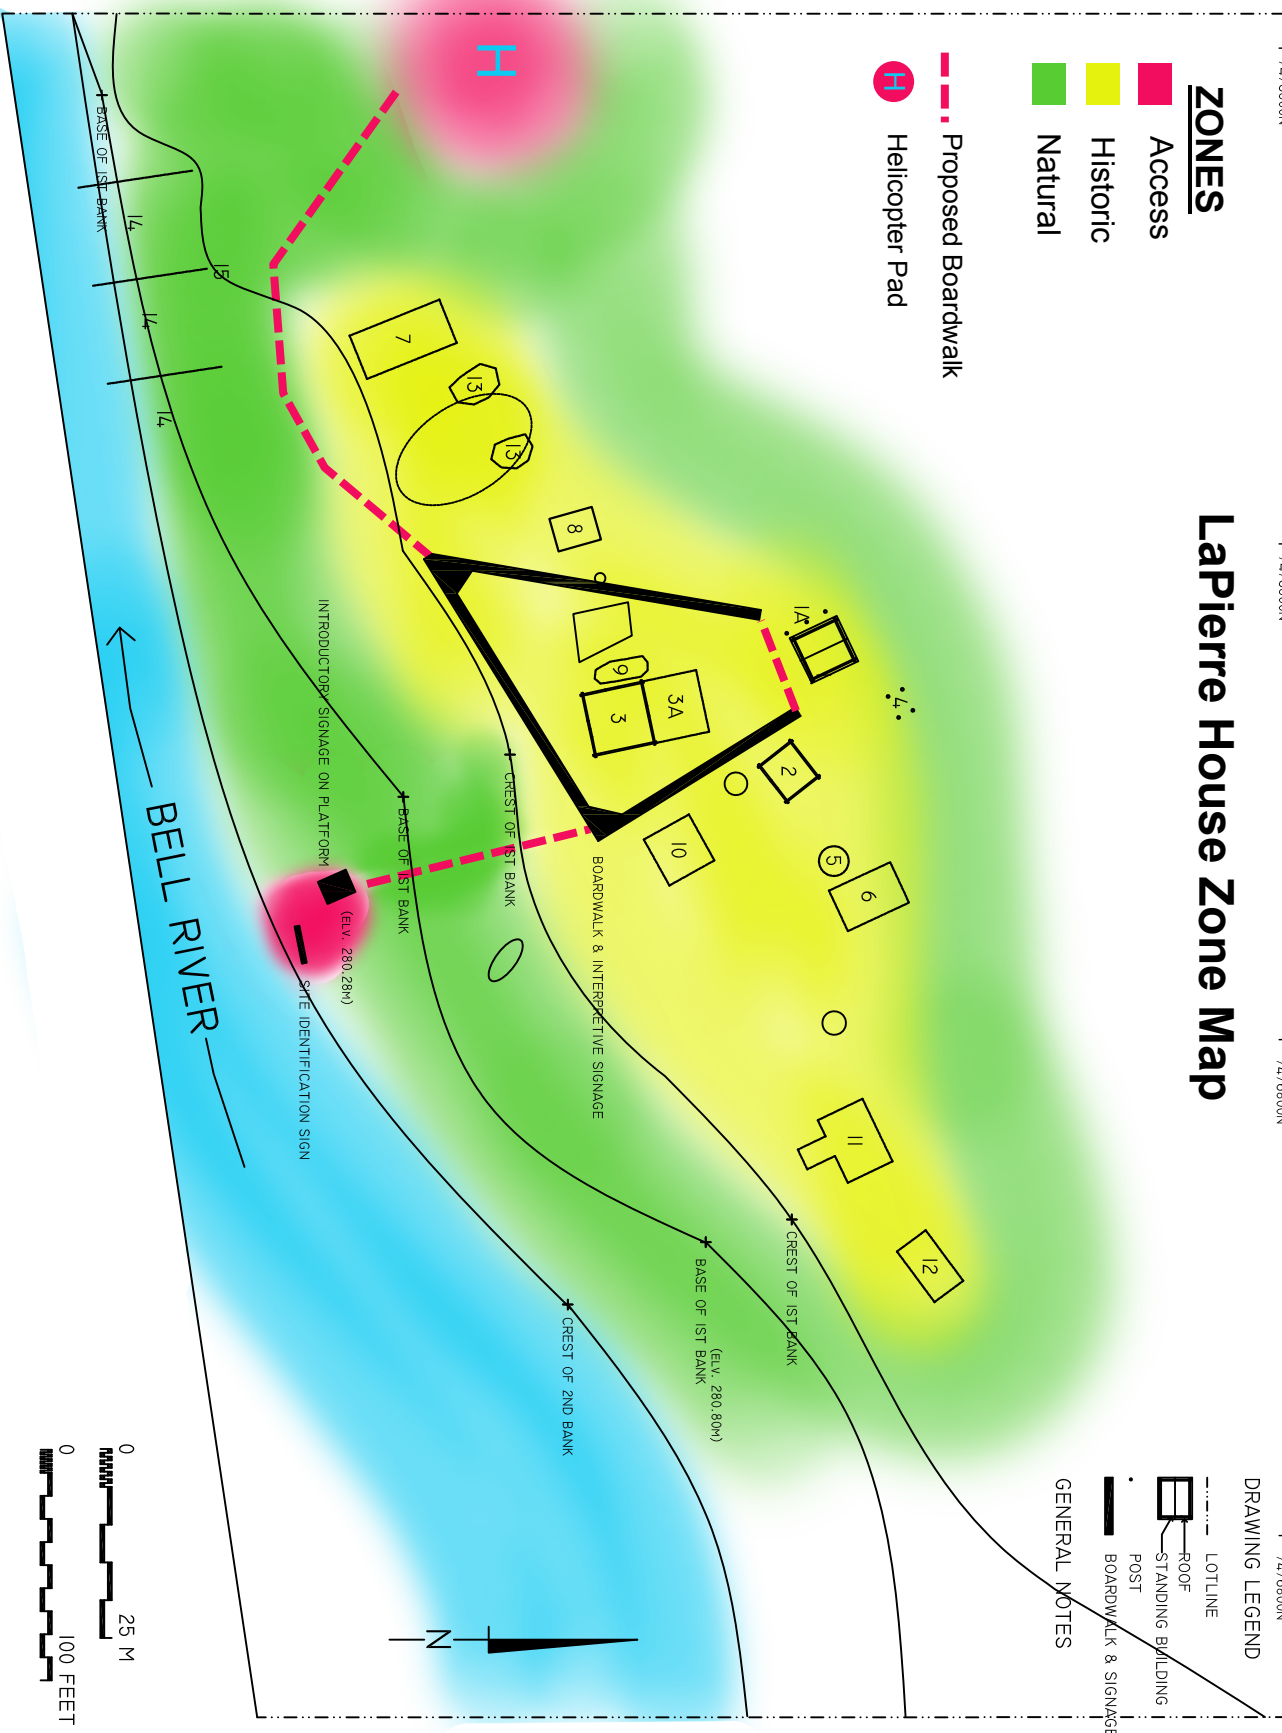 LaPierre House Zone Map
ZONES
Access
Historic
Natural
Proposed Boardwalk
H
Helicopter Pad
H
DRAWING LEGEND
LOTLINE
ROOF
STANDING BUILDING
POST
BOARDWALK & SIGNAGE
GENERAL NOTES
1A
4
2
3A
3
9
8
7
13
13
10
5
6
11
12
15
14
14
14
BASE OF 1ST BANK
CREST OF 1ST BANK
BASE OF 1ST BANK
BOARDWALK & INTERPRETIVE SIGNAGE
INTRODUCTORY SIGNAGE ON PLATFORM
(ELV. 280.28M)
SITE IDENTIFICATION SIGN
CREST OF 1ST BANK
BASE OF 1ST BANK
(ELV. 280.80M)
CREST OF 2ND BANK
BELL RIVER
N
0 25 M
0 100 FEET